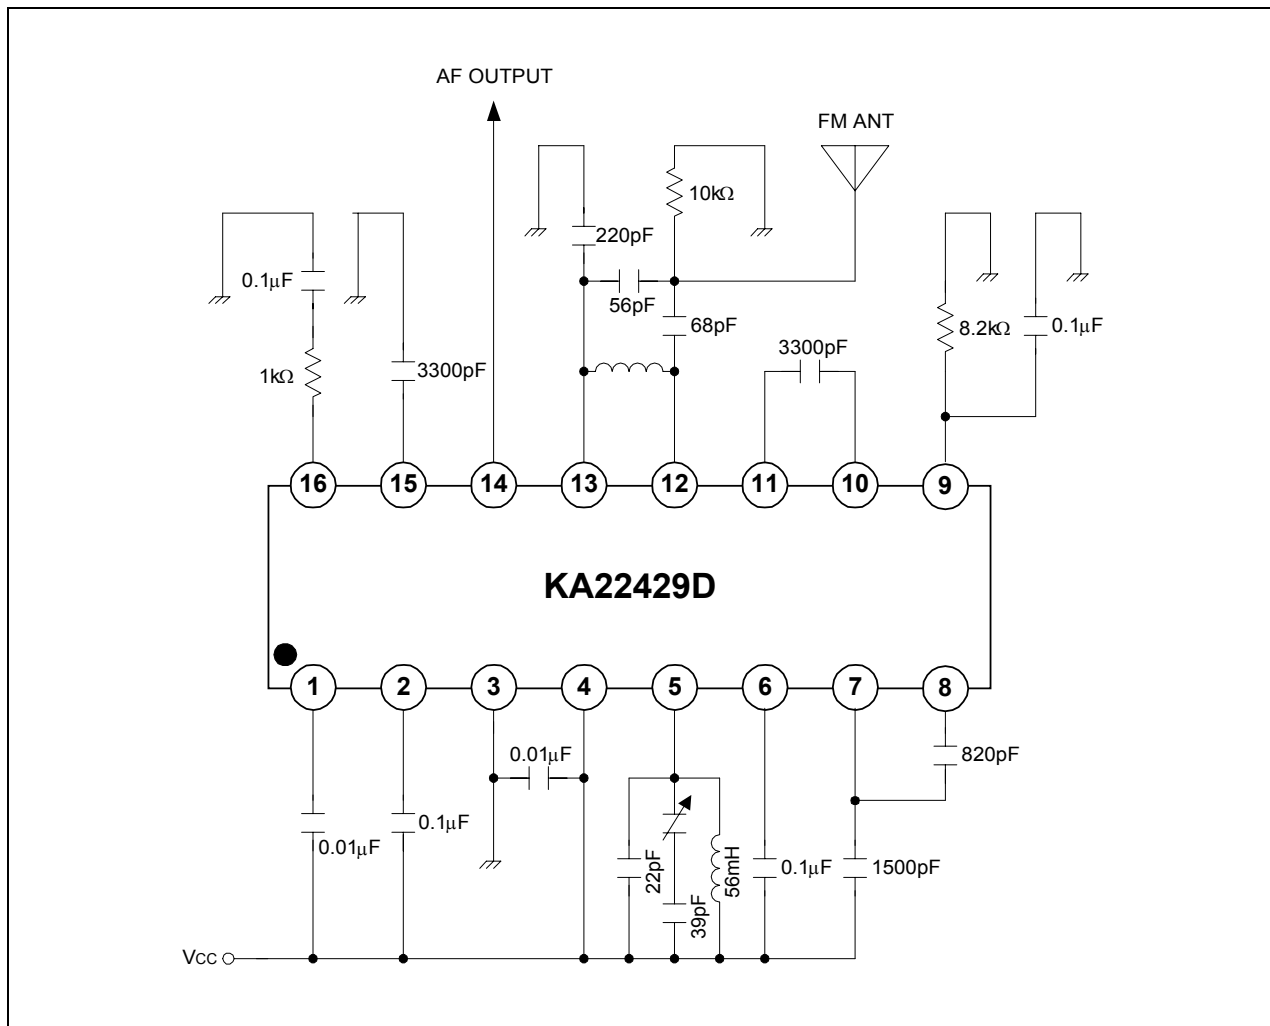 AF OUTPUT
FM ANT
10kΩ
220pF
0.1μF
56pF
68pF
8.2kΩ
0.1μF
1kΩ
3300pF
3300pF
16
15
14
13
12
11
10
9
KA22429D
1
2
3
4
5
6
7
8
0.01μF
820pF
0.1μF
0.01μF
22pF
39pF
56mH
0.1μF
1500pF
Vcc